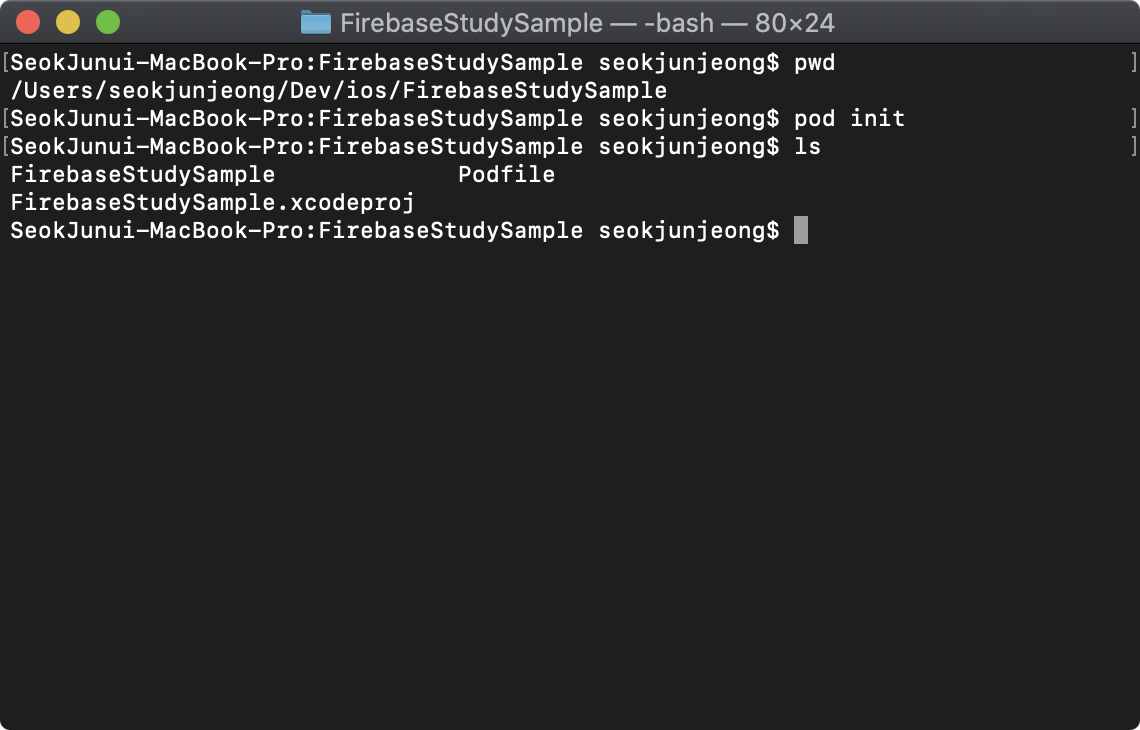 FirebaseStudySample — -bash — 80×24
[SeokJunui-MacBook-Pro:FirebaseStudySample seokjunjeong$ pwd ]
/Users/seokjunjeong/Dev/ios/FirebaseStudySample
[SeokJunui-MacBook-Pro:FirebaseStudySample seokjunjeong$ pod init ]
[SeokJunui-MacBook-Pro:FirebaseStudySample seokjunjeong$ ls ]
FirebaseStudySample Podfile
FirebaseStudySample.xcodeproj
SeokJunui-MacBook-Pro:FirebaseStudySample seokjunjeong$